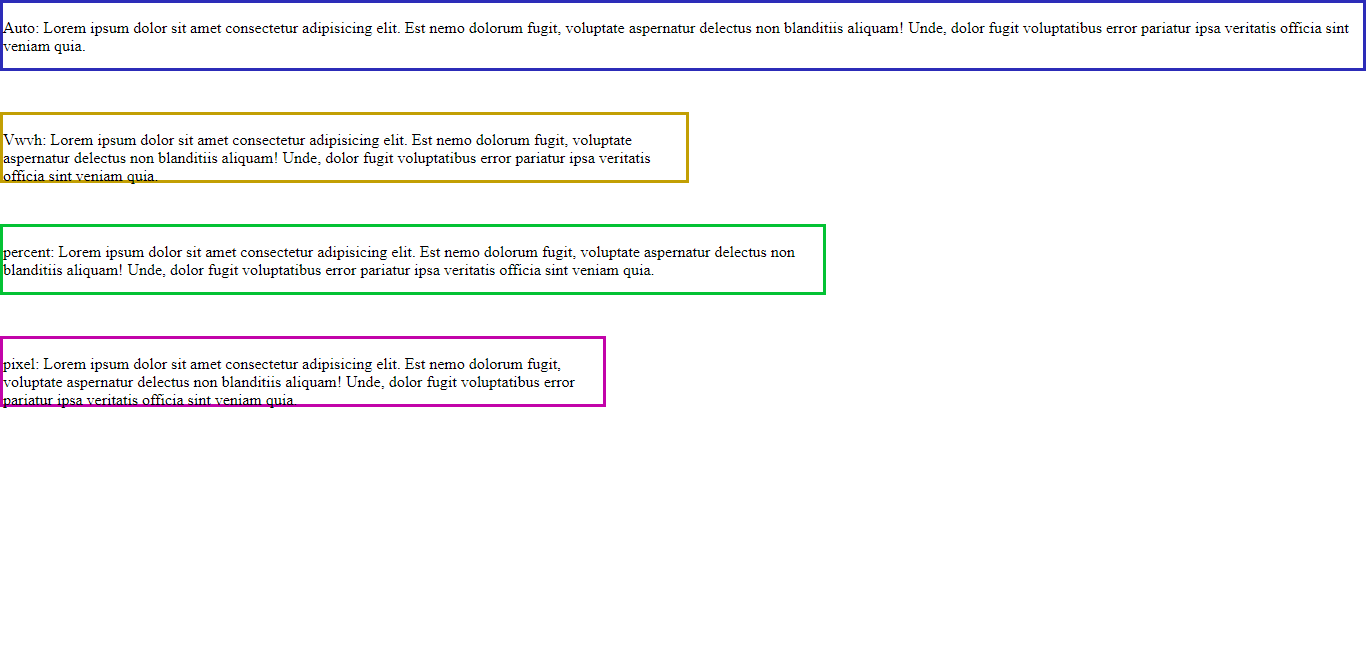 Auto: Lorem ipsum dolor sit amet consectetur adipisicing elit. Est nemo dolorum fugit, voluptate aspernatur delectus non blanditiis aliquam! Unde, dolor fugit voluptatibus error pariatur ipsa veritatis officia sint
veniam quia.
Vwvh: Lorem ipsum dolor sit amet consectetur adipisicing elit. Est nemo dolorum fugit, voluptate
aspernatur delectus non blanditiis aliquam! Unde, dolor fugit voluptatibus error pariatur ipsa veritatis
officia sint veniam quia.
percent: Lorem ipsum dolor sit amet consectetur adipisicing elit. Est nemo dolorum fugit, voluptate aspernatur delectus non
blanditiis aliquam! Unde, dolor fugit voluptatibus error pariatur ipsa veritatis officia sint veniam quia.
pixel: Lorem ipsum dolor sit amet consectetur adipisicing elit. Est nemo dolorum fugit,
voluptate aspernatur delectus non blanditiis aliquam! Unde, dolor fugit voluptatibus error
pariatur ipsa veritatis officia sint veniam quia.